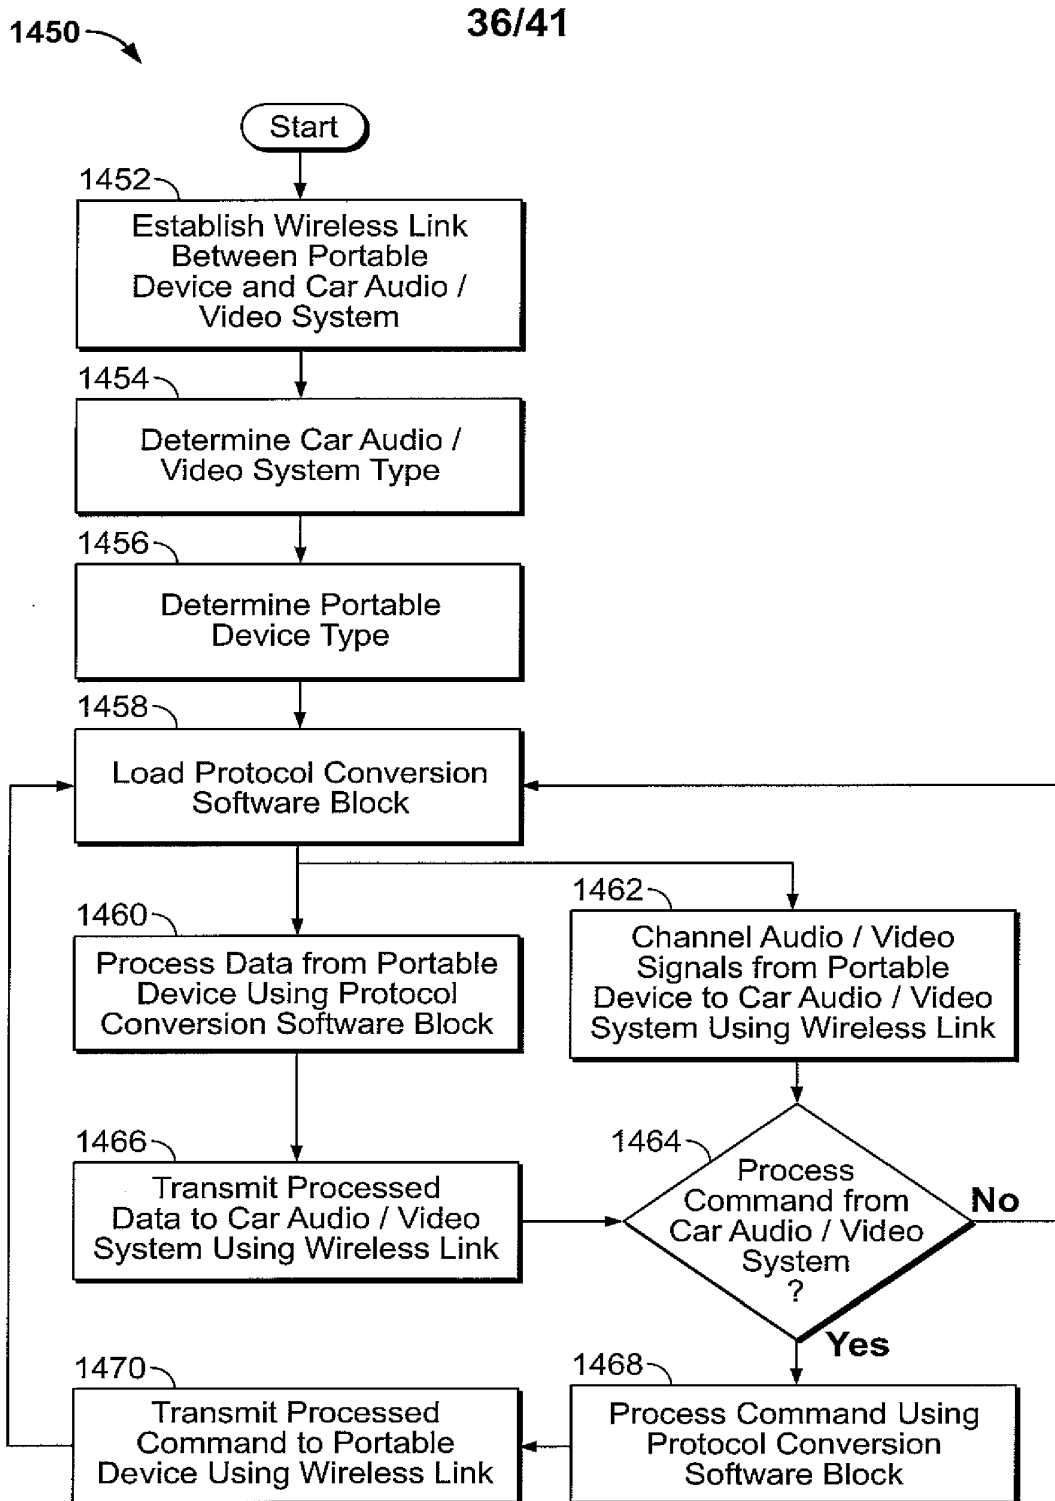 1450
36/41
Start
1452
Establish Wireless Link
Between Portable
Device and Car Audio /
Video System
1454
Determine Car Audio /
Video System Type
1456
Determine Portable
Device Type
1458
Load Protocol Conversion
Software Block
1460
Process Data from Portable
Device Using Protocol
Conversion Software Block
1462
Channel Audio / Video
Signals from Portable
Device to Car Audio / Video
System Using Wireless Link
1466
Transmit Processed
Data to Car Audio / Video
System Using Wireless Link
1464
Process
Command from
Car Audio / Video
System
?
No
Yes
1470
Transmit Processed
Command to Portable
Device Using Wireless Link
1468
Process Command Using
Protocol Conversion
Software Block